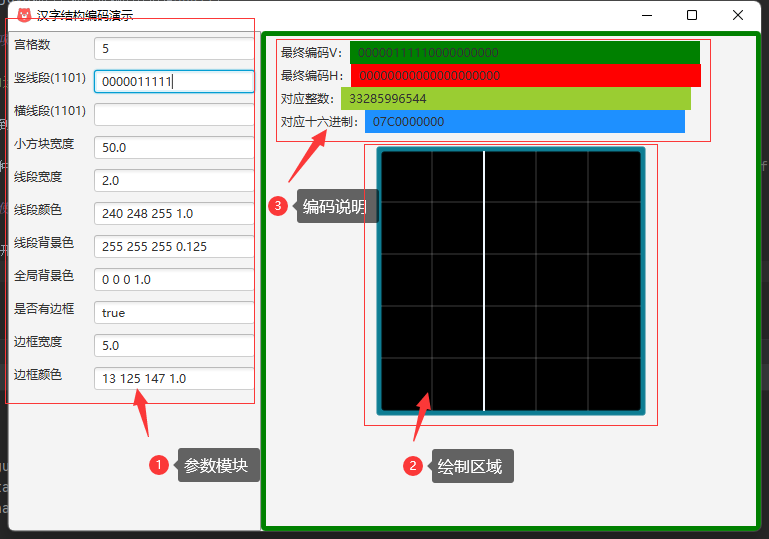 汉字结构编码演示
宫格数 5
竖线段(1101) 0000011111
横线段(1101)
小方块宽度 50.0
线段宽度 2.0
线段颜色 240 248 255 1.0
线段背景色 255 255 255 0.125
全局背景色 0 0 0 1.0
是否有边框 true
边框宽度 5.0
边框颜色 13 125 147 1.0
1 参数模块
最终编码V： 00000111110000000000
最终编码H： 00000000000000000000
对应整数： 33285996544
对应十六进制： 07C0000000
3 编码说明
2 绘制区域